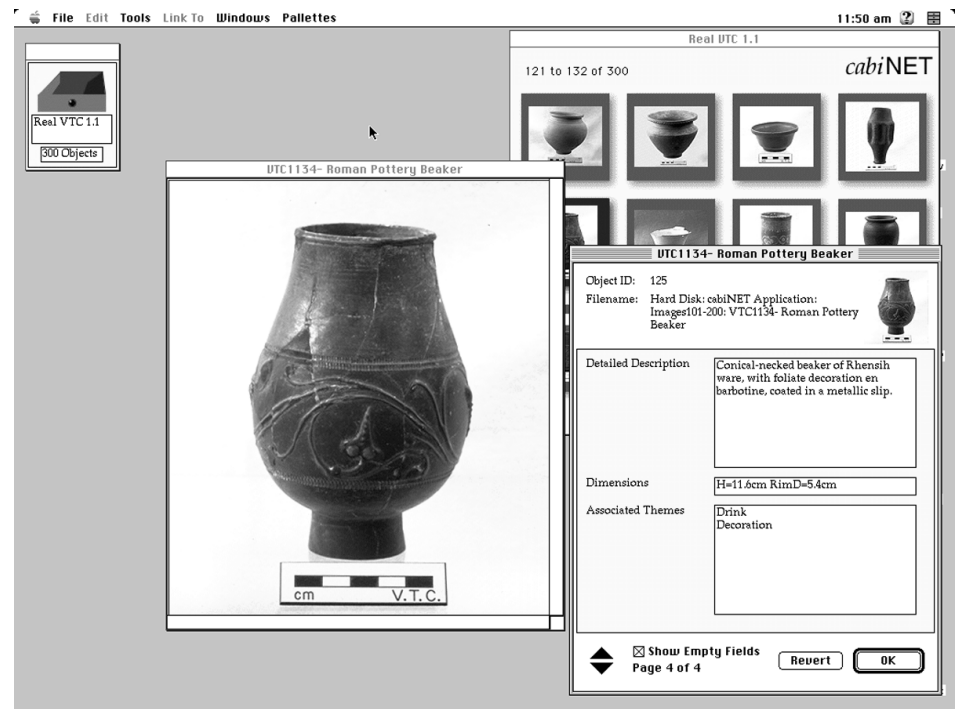 File Edit Tools Link To Windows Pallettes 11:50 am
Real VTC 1.1
300 Objects
Real VTC 1.1
121 to 132 of 300
cabiNET
VTC1134- Roman Pottery Beaker
cm V.T.C.
VTC1134- Roman Pottery Beaker
Object ID: 125
Filename: Hard Disk: cabiNET Application:
Images101-200: VTC1134- Roman Pottery
Beaker
Detailed Description
Conical-necked beaker of Rhensih
ware, with foliate decoration en
barbotine, coated in a metallic slip.
Dimensions
H=11.6cm RimD=5.4cm
Associated Themes
Drink
Decoration
Show Empty Fields
Page 4 of 4
Revert
OK